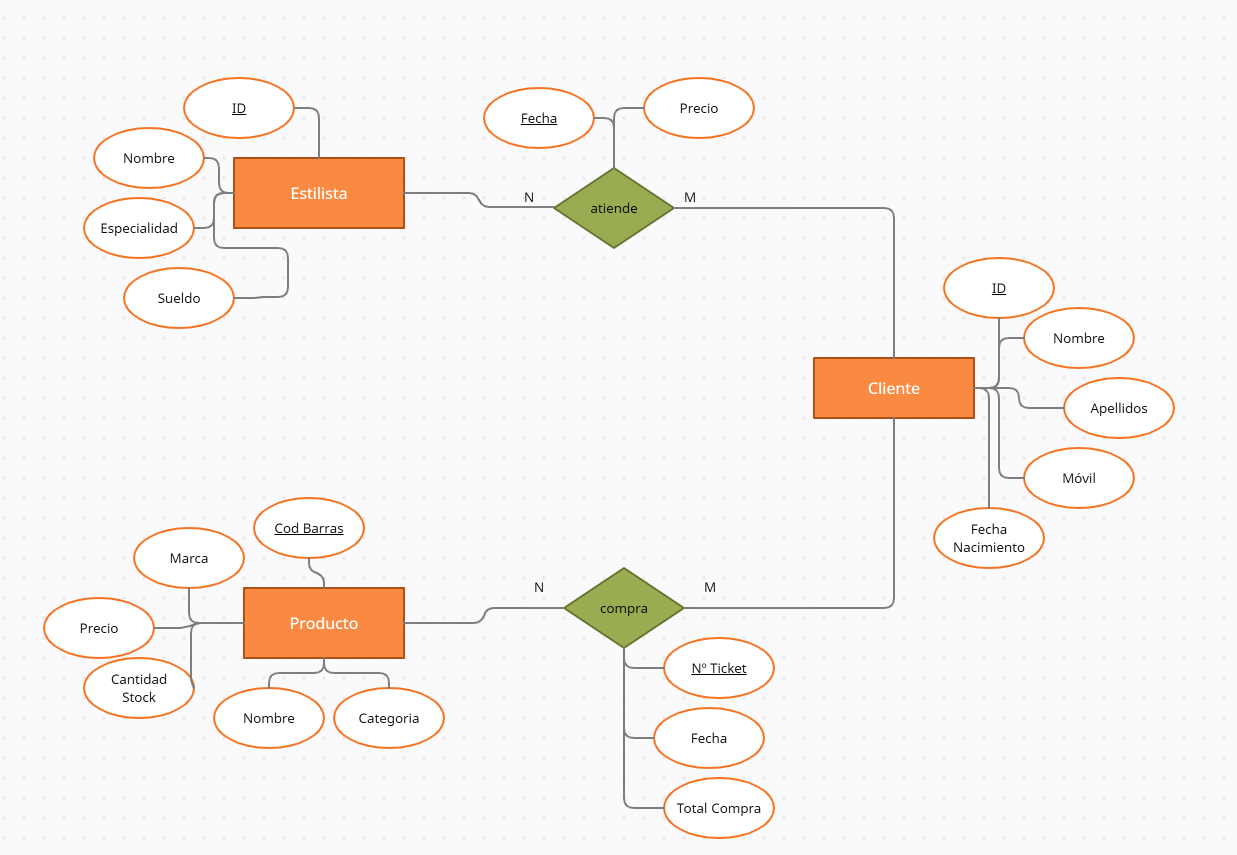 ID
Fecha
Precio
Nombre
Estilista
N
M
atiende
Especialidad
Sueldo
ID
Nombre
Cliente
Apellidos
Móvil
Fecha
Nacimiento
Cod Barras
Marca
N
M
compra
Producto
Precio
Cantidad
Stock
Nº Ticket
Nombre
Categoria
Fecha
Total Compra